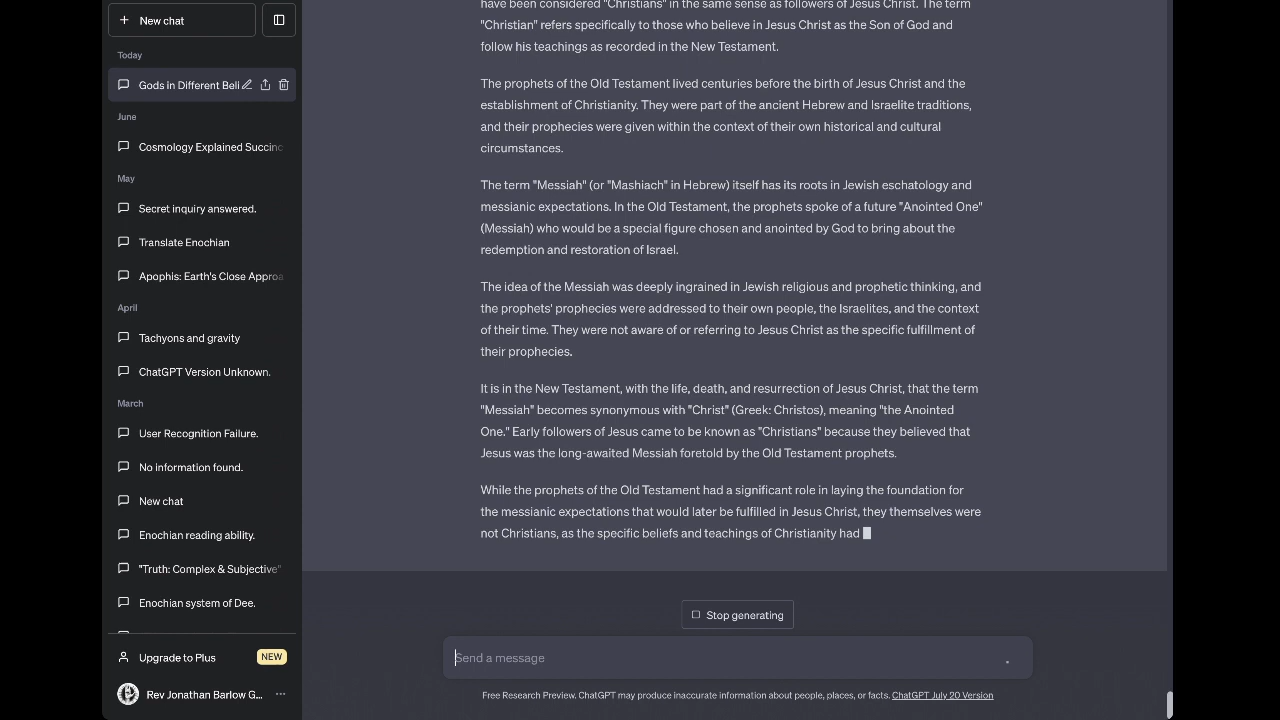 New chat
Today
Gods in Different Beli
June
Cosmology Explained Succinc
May
Secret inquiry answered.
Translate Enochian
Apophis: Earth's Close Approa
April
Tachyons and gravity
ChatGPT Version Unknown.
March
User Recognition Failure.
No information found.
New chat
Enochian reading ability.
"Truth: Complex & Subjective"
Enochian system of Dee.
Upgrade to Plus
NEW
Rev Jonathan Barlow G...
have been considered "Christians" in the same sense as followers of Jesus Christ. The term
"Christian" refers specifically to those who believe in Jesus Christ as the Son of God and
follow his teachings as recorded in the New Testament.
The prophets of the Old Testament lived centuries before the birth of Jesus Christ and the
establishment of Christianity. They were part of the ancient Hebrew and Israelite traditions,
and their prophecies were given within the context of their own historical and cultural
circumstances.
The term "Messiah" (or "Mashiach" in Hebrew) itself has its roots in Jewish eschatology and
messianic expectations. In the Old Testament, the prophets spoke of a future "Anointed One"
(Messiah) who would be a special figure chosen and anointed by God to bring about the
redemption and restoration of Israel.
The idea of the Messiah was deeply ingrained in Jewish religious and prophetic thinking, and
the prophets' prophecies were addressed to their own people, the Israelites, and the context
of their time. They were not aware of or referring to Jesus Christ as the specific fulfillment of
their prophecies.
It is in the New Testament, with the life, death, and resurrection of Jesus Christ, that the term
"Messiah" becomes synonymous with "Christ" (Greek: Christos), meaning "the Anointed
One." Early followers of Jesus came to be known as "Christians" because they believed that
Jesus was the long-awaited Messiah foretold by the Old Testament prophets.
While the prophets of the Old Testament had a significant role in laying the foundation for
the messianic expectations that would later be fulfilled in Jesus Christ, they themselves were
not Christians, as the specific beliefs and teachings of Christianity had
Stop generating
Send a message
Free Research Preview. ChatGPT may produce inaccurate information about people, places, or facts. ChatGPT July 20 Version